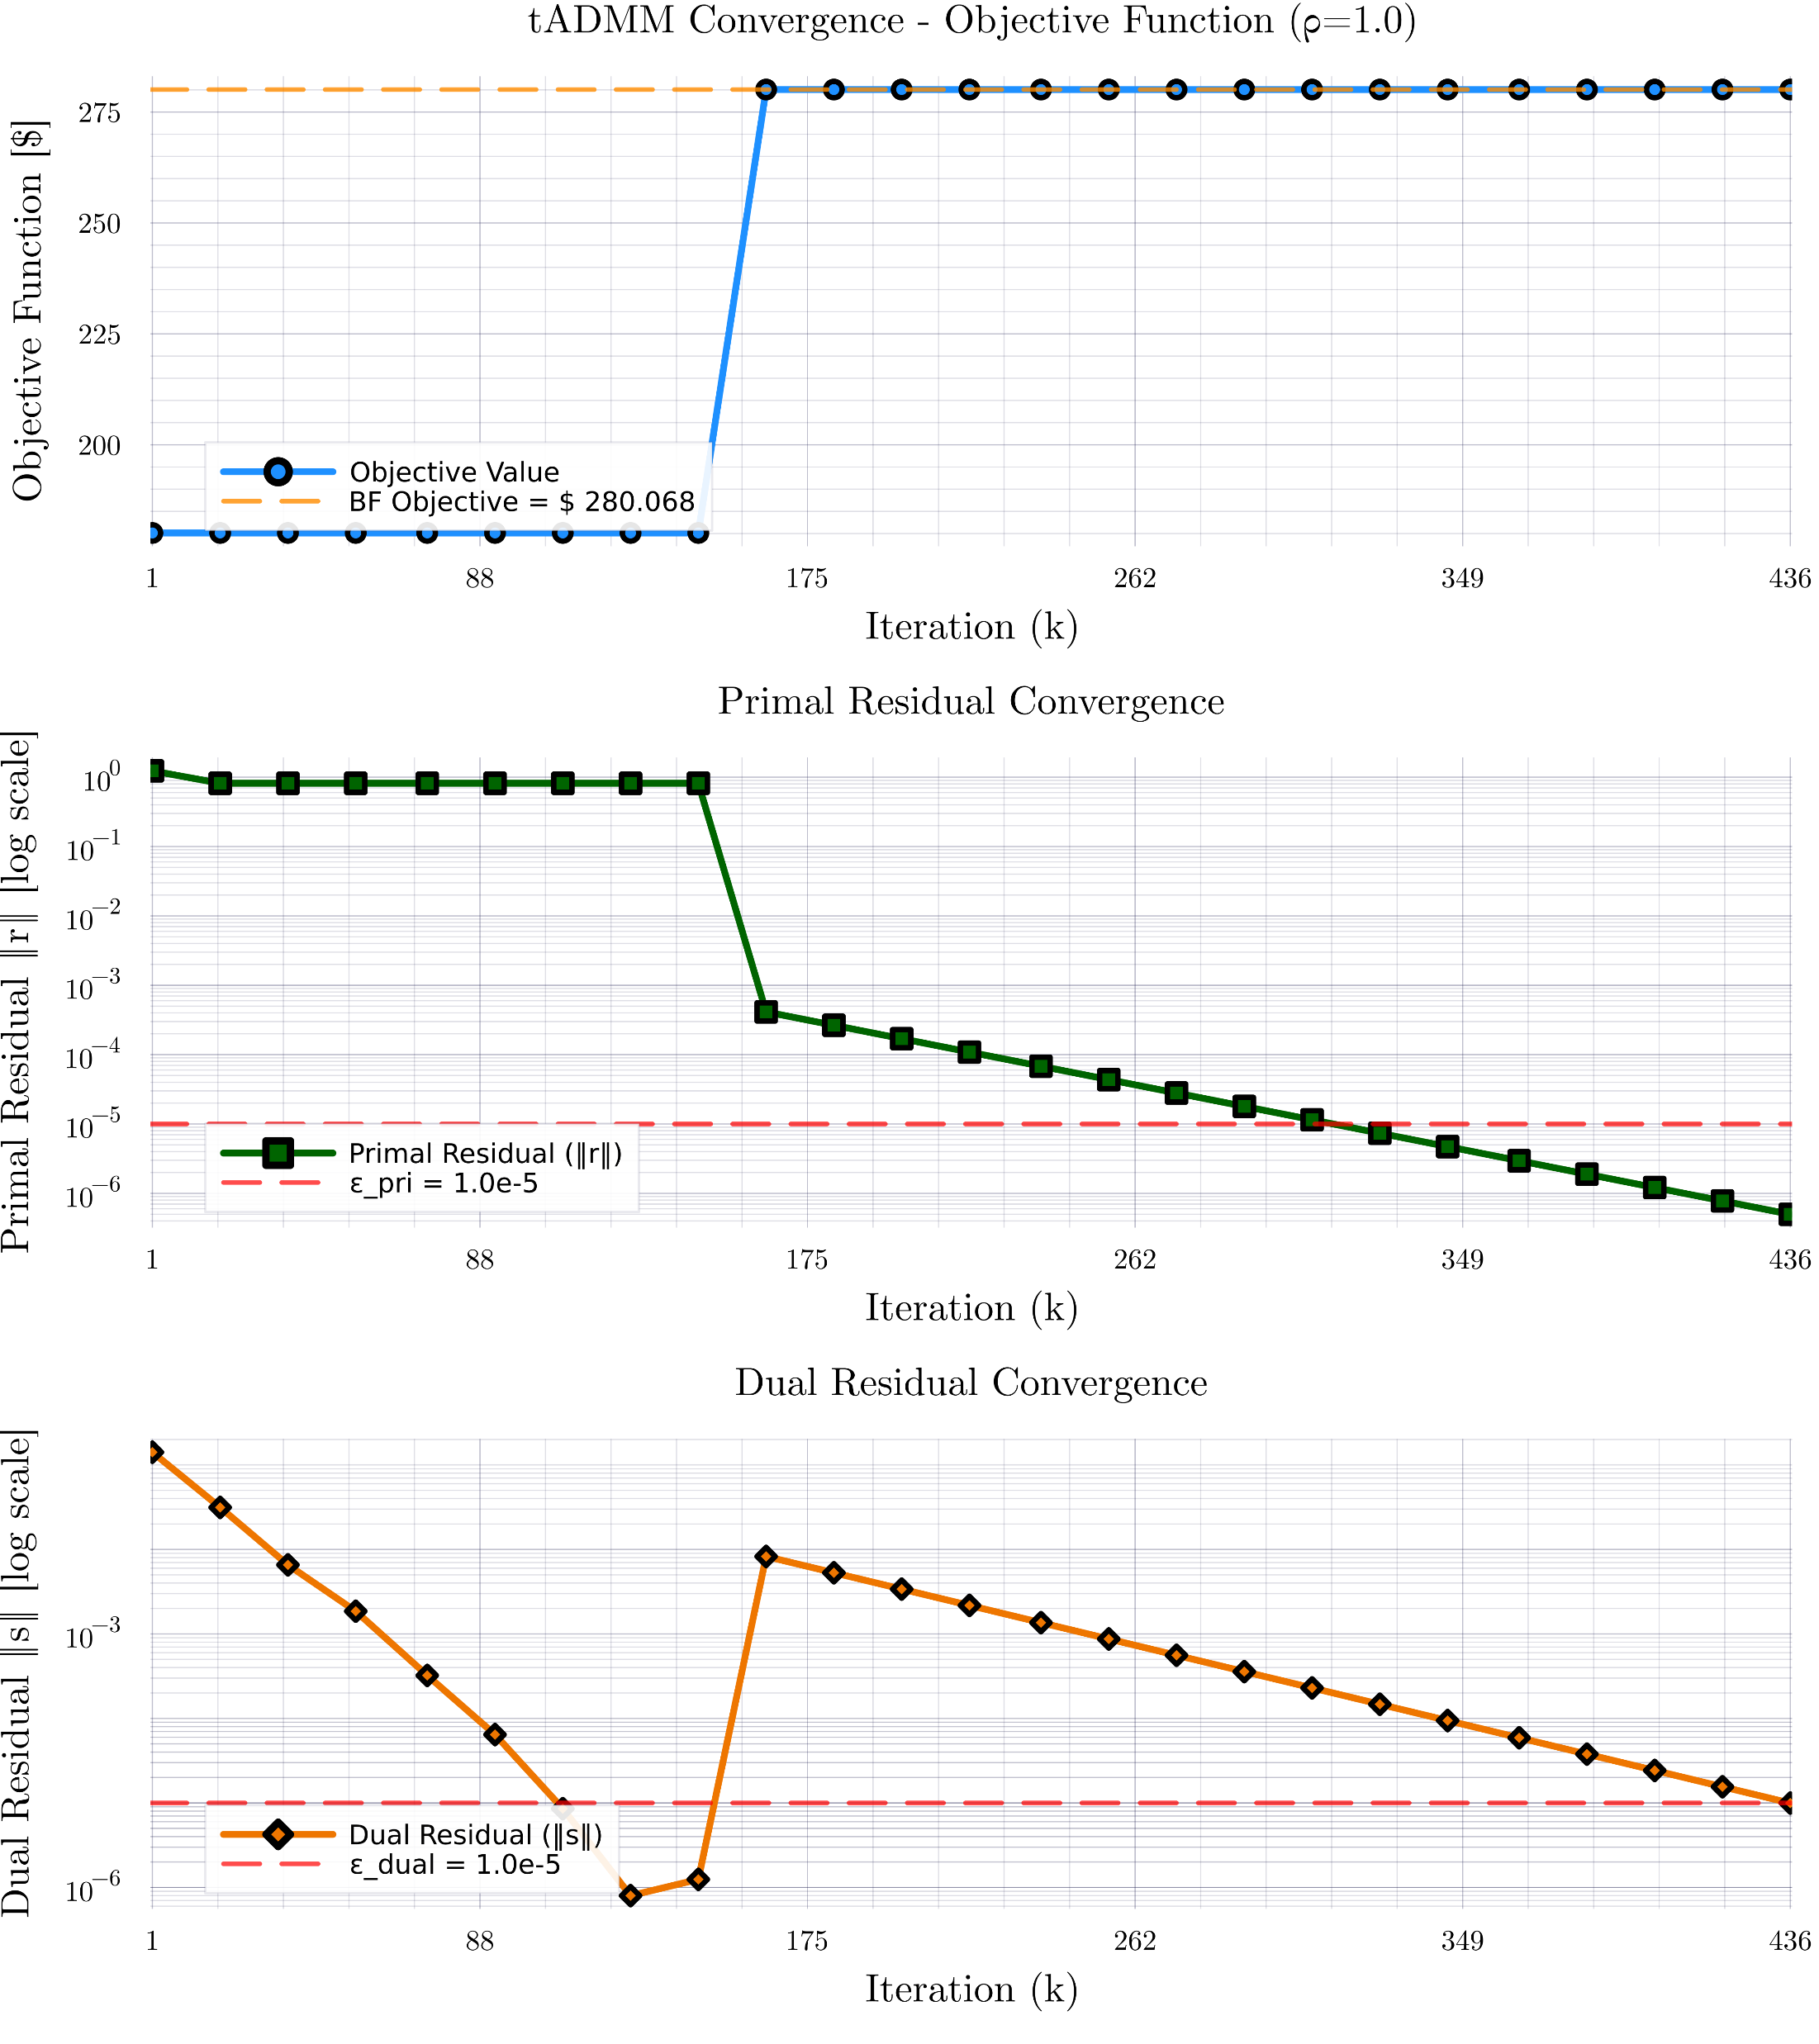 tADMM Convergence - Objective Function (ρ=1.0)
Objective Function [$]
275
250
225
200
Objective Value
BF Objective = $ 280.068
1 88 175 262 349 436
Iteration (k)
Primal Residual Convergence
Primal Residual ‖r‖ [log scale]
10⁰
10⁻¹
10⁻²
10⁻³
10⁻⁴
10⁻⁵
10⁻⁶
Primal Residual (‖r‖)
ε_pri = 1.0e-5
1 88 175 262 349 436
Iteration (k)
Dual Residual Convergence
Dual Residual ‖s‖ [log scale]
10⁻³
10⁻⁶
Dual Residual (‖s‖)
ε_dual = 1.0e-5
1 88 175 262 349 436
Iteration (k)